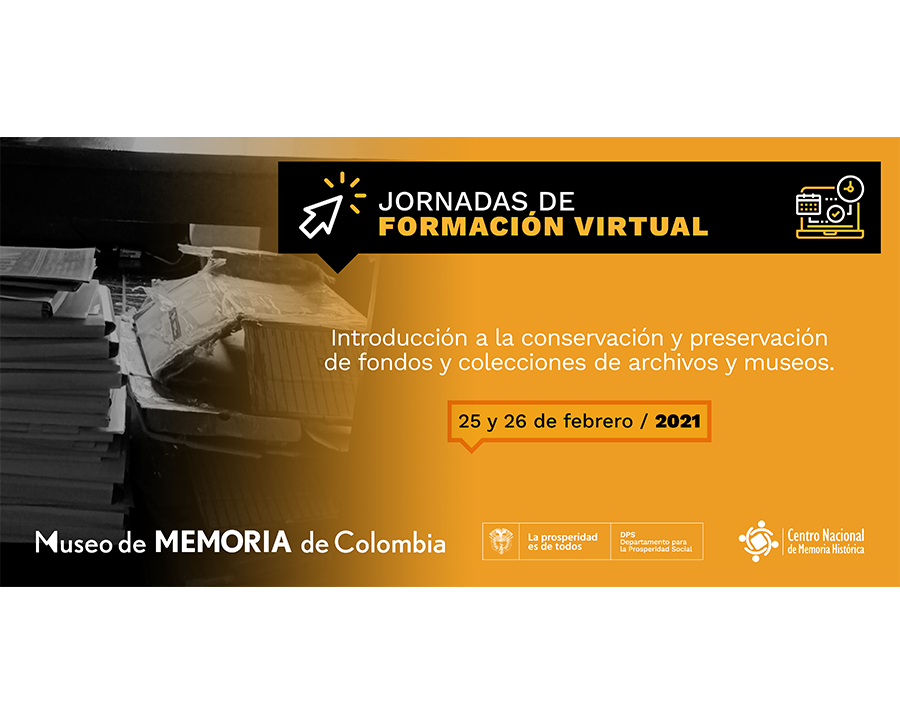 JORNADAS DE
FORMACIÓN VIRTUAL
Introducción a la conservación y preservación
de fondos y colecciones de archivos y museos.
25 y 26 de febrero / 2021
Museo de MEMORIA de Colombia
La prosperidad
es de todos
DPS
Departamento para
la Prosperidad Social
Centro Nacional
de Memoria Histórica